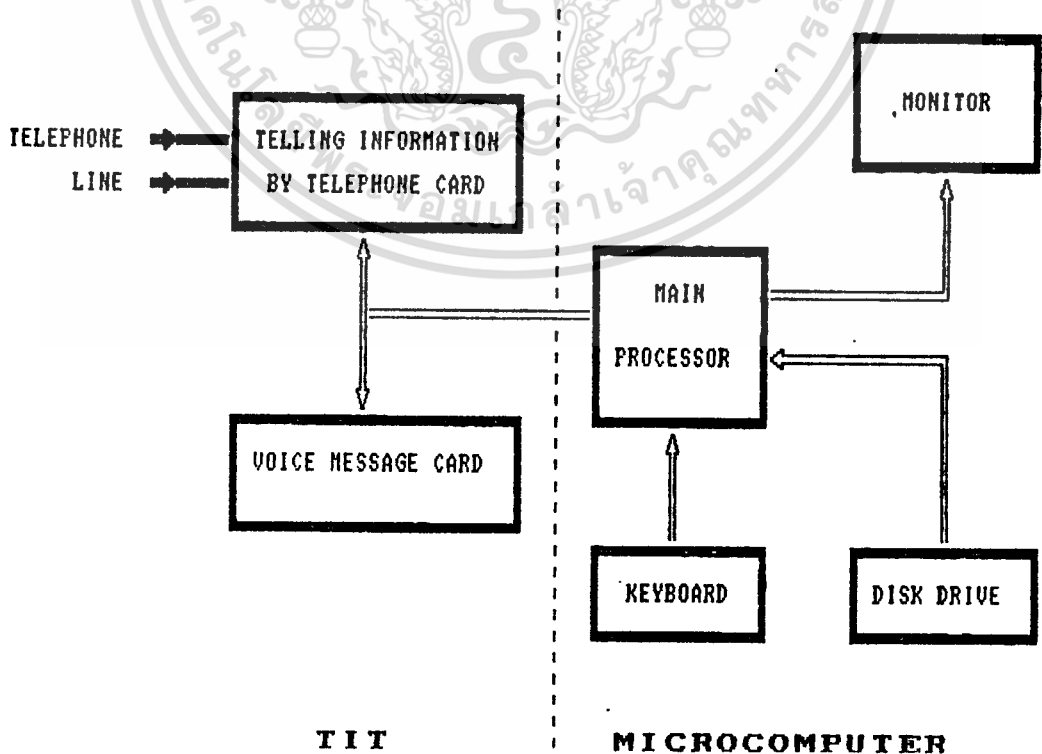 TELEPHONE
LINE
TELLING INFORMATION
BY TELEPHONE CARD
MONITOR
MAIN
PROCESSOR
VOICE MESSAGE CARD
KEYBOARD
DISK DRIVE
TIT
MICROCOMPUTER